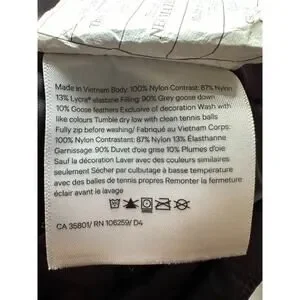 Made in Vietnam Body: 100% Nylon Contrast: 87% Nylon
13% Lycra® elastane Filling: 90% Grey goose down
10% Goose feathers Exclusive of decoration Wash with
like colours Tumble dry low with clean tennis balls
Fully zip before washing/ Fabriqué au Vietnam Corps:
100% Nylon Contrastens: 87% Nylon 13% Élasthanne
Garnissage: 90% Duvet d'oie grise 10% Plumes d'oie
Sauf la décoration Laver avec des couleurs similaires
seulement Sécher par culbutage à basse température
avec des balles de tennis propres Remonter la fermeture
éclair avant le lavage
CA 35801/ RN 106259/ D4